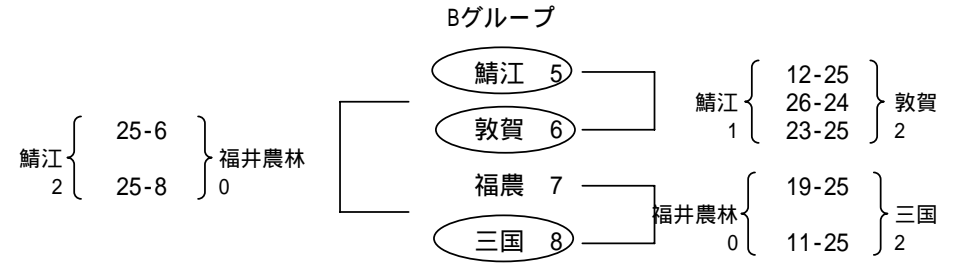 Bグループ
鯖江 5
敦賀 6
福農 7
三国 8
鯖江 25-6 福井農林
2 25-8 0
12-25
鯖江 26-24 敦賀
1 23-25 2
19-25
福井農林 三国
0 11-25 2